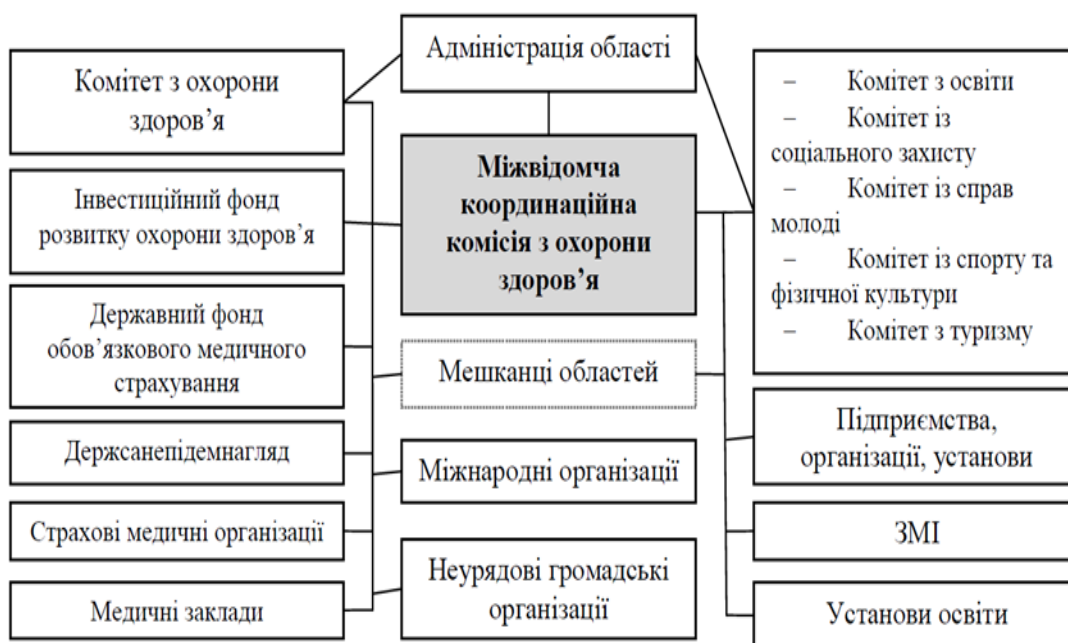 Адміністрація області
Комітет з охорони
здоров’я
Інвестиційний фонд
розвитку охорони здоров’я
Державний фонд
обов’язкового медичного
страхування
Держсанепідемнагляд
Страхові медичні організації
Медичні заклади
Міжвідомча
координаційна
комісія з охорони
здоров’я
Мешканці областей
Міжнародні організації
Неурядові громадські
організації
– Комітет з освіти
– Комітет із
соціального захисту
– Комітет із справ
молоді
– Комітет із спорту та
фізичної культури
– Комітет з туризму
Підприємства,
організації, установи
ЗМІ
Установи освіти